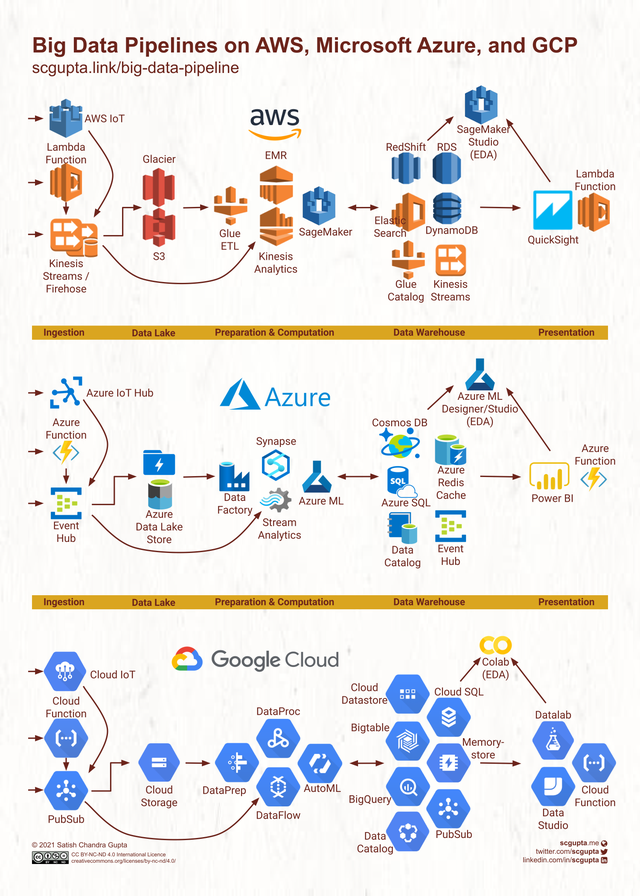 Big Data Pipelines on AWS, Microsoft Azure, and GCP
scgupta.link/big-data-pipeline
aws
AWS IoT
Lambda
Function
Kinesis
Streams /
Firehose
Glacier
S3
Glue
ETL
EMR
Kinesis
Analytics
SageMaker
RedShift
RDS
Elastic
Search
DynamoDB
Glue
Catalog
Kinesis
Streams
SageMaker
Studio
(EDA)
QuickSight
Lambda
Function
Ingestion
Data Lake
Preparation & Computation
Data Warehouse
Presentation
Azure
Azure IoT Hub
Azure
Function
Event
Hub
Azure
Data Lake
Store
Data
Factory
Synapse
Stream
Analytics
Azure ML
Cosmos DB
SQL
Azure SQL
Azure
Redis
Cache
Data
Catalog
Event
Hub
Azure ML
Designer/Studio
(EDA)
Power BI
Azure
Function
Ingestion
Data Lake
Preparation & Computation
Data Warehouse
Presentation
Google Cloud
Cloud IoT
Cloud
Function
PubSub
Cloud
Storage
DataPrep
DataProc
DataFlow
AutoML
Cloud
Datastore
Cloud SQL
Bigtable
Memory-
store
BigQuery
PubSub
Data
Catalog
Colab
(EDA)
Datalab
Data
Studio
Cloud
Function
© 2021 Satish Chandra Gupta
CC BY-NC-ND 4.0 International Licence
creativecommons.org/licenses/by-nc-nd/4.0/
scgupta.me
twitter.com/scgupta
linkedin.com/in/scgupta